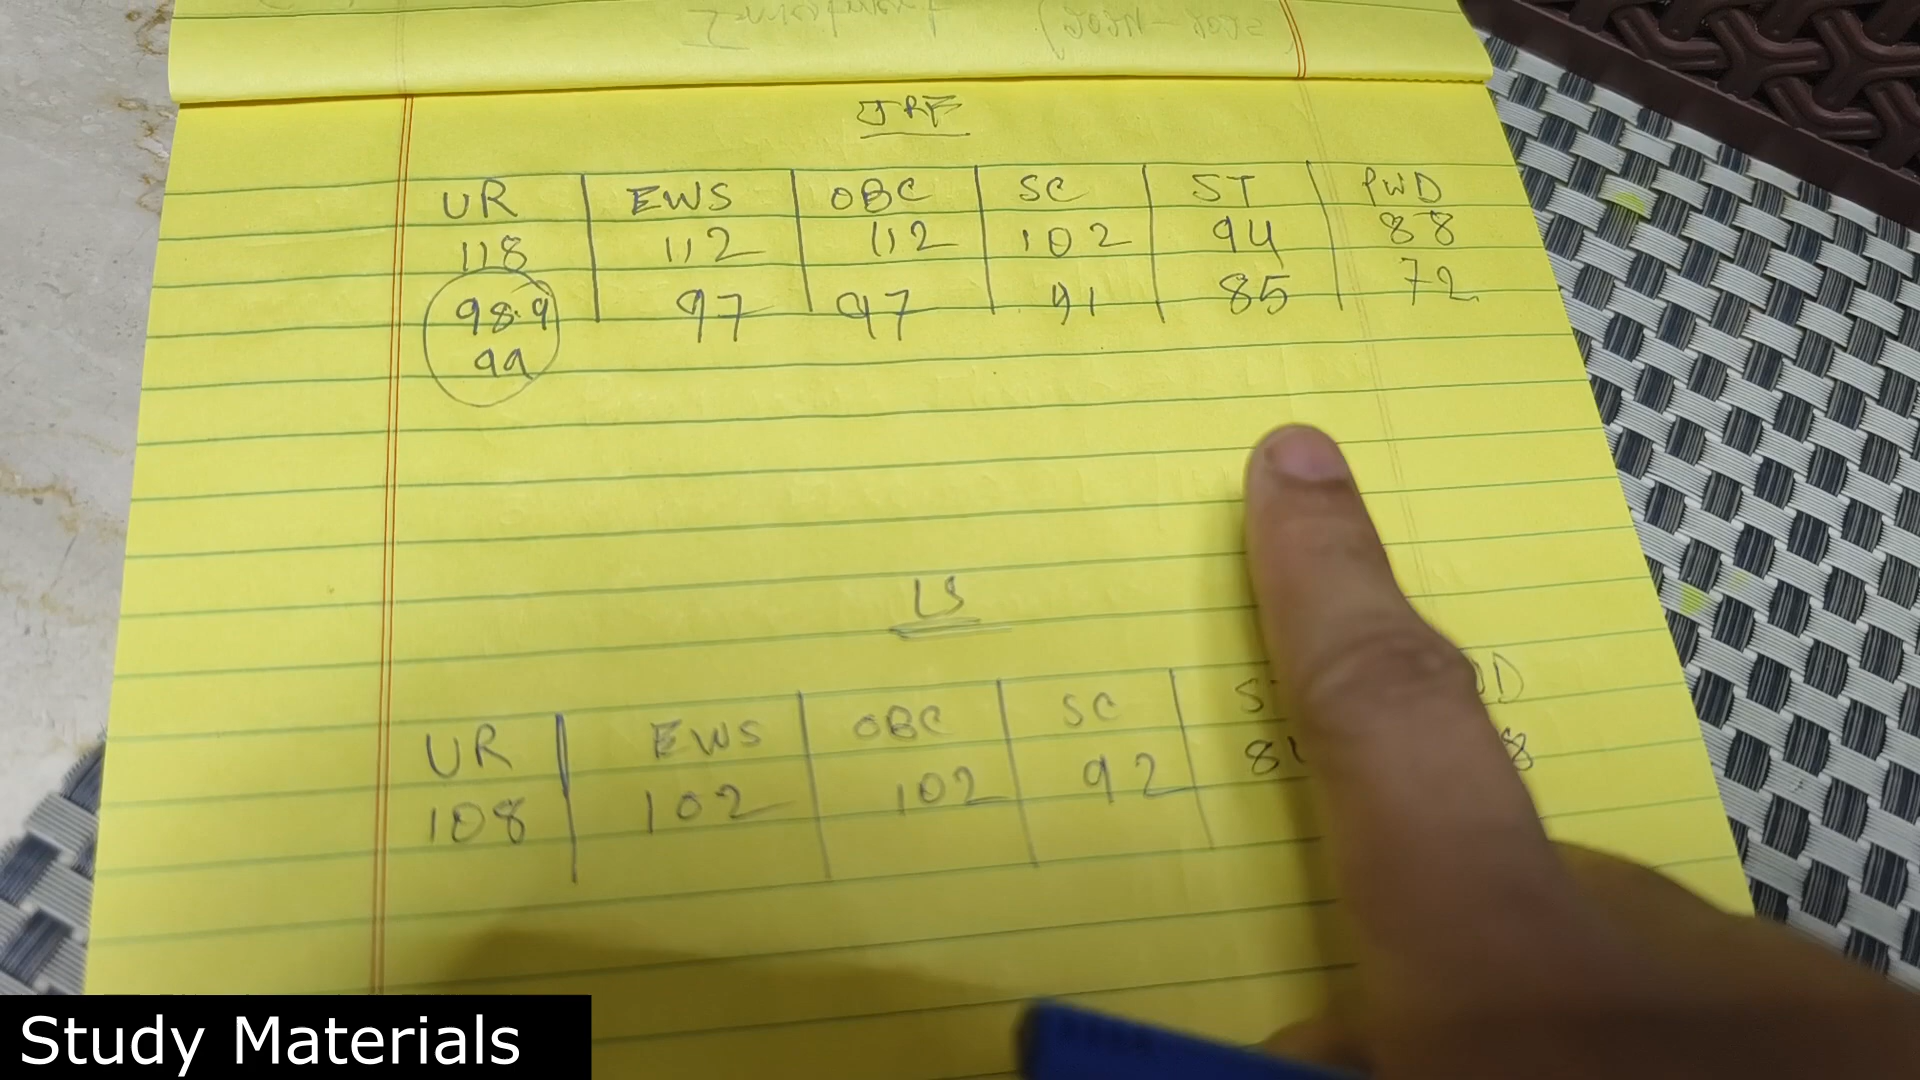 JRF
UR EWS OBC SC ST PWD
118 112 112 102 94 88
98.9 97 97 91 85 72
99
LS
UR EWS OBC SC
108 102 102 92
Study Materials